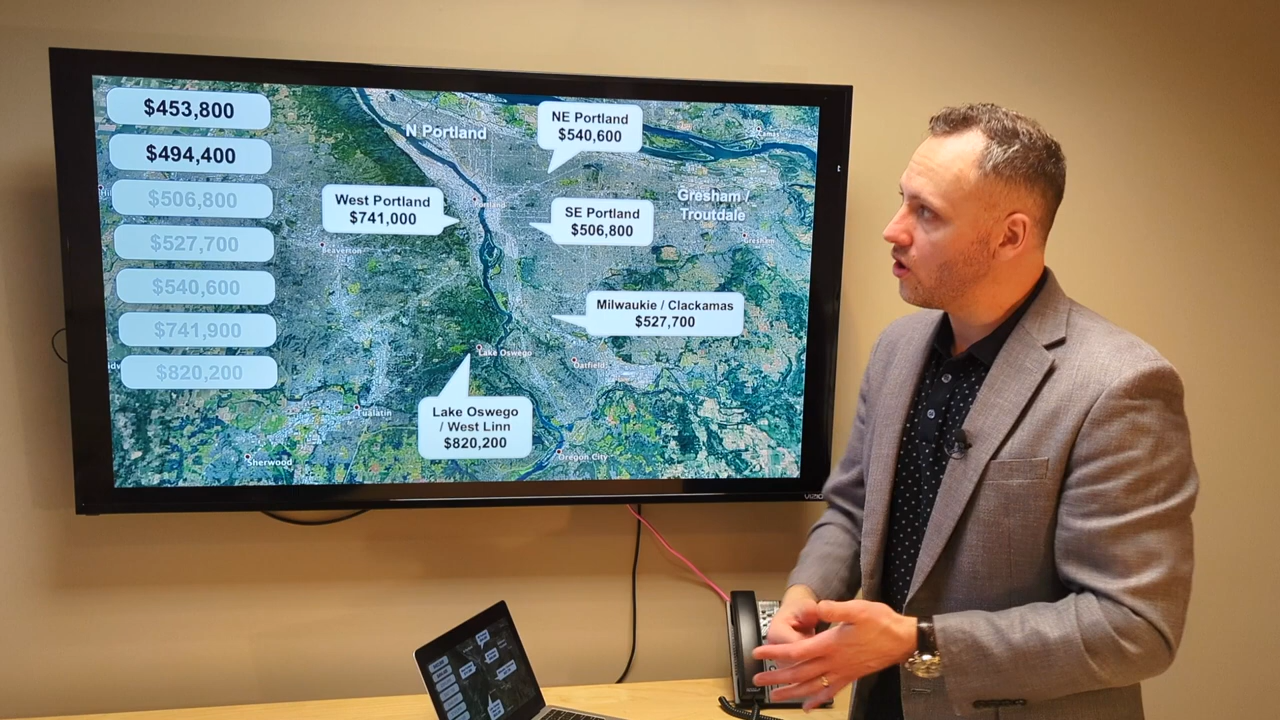 $453,800
$494,400
$506,800
$527,700
$540,600
$741,900
$820,200
N Portland
NE Portland
$540,600
Camas
West Portland
$741,000
Portland
SE Portland
$506,800
Gresham /
Troutdale
Gresham
Beaverton
Milwaukie / Clackamas
$527,700
Lake Oswego
Oatfield
Lake Oswego
/ West Linn
$820,200
Tualatin
Sherwood
Oregon City
VIZIO